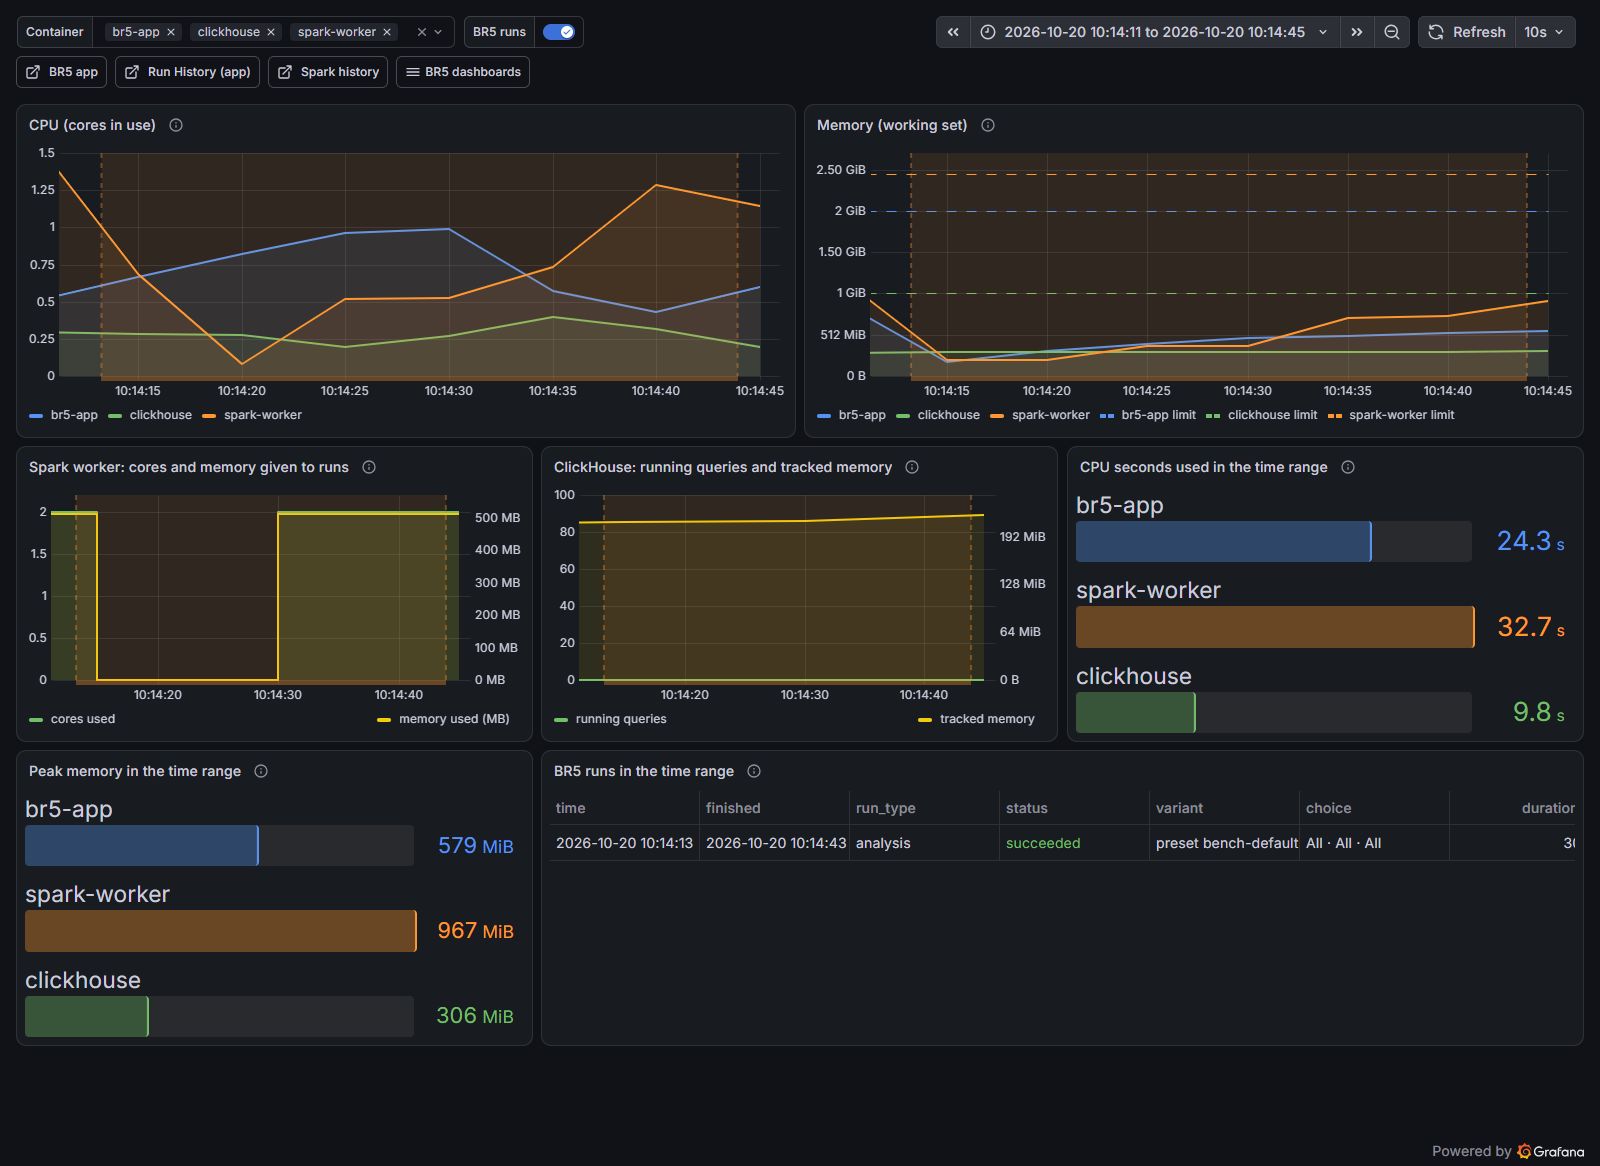 Container br5-app × clickhouse × spark-worker × × BR5 runs
2026-10-20 10:14:11 to 2026-10-20 10:14:45 Refresh 10s
BR5 app Run History (app) Spark history BR5 dashboards
CPU (cores in use)
1.5
1.25
1
0.75
0.5
0.25
0
10:14:15 10:14:20 10:14:25 10:14:30 10:14:35 10:14:40 10:14:45
br5-app clickhouse spark-worker
Memory (working set)
2.50 GiB
2 GiB
1.50 GiB
1 GiB
512 MiB
0 B
10:14:15 10:14:20 10:14:25 10:14:30 10:14:35 10:14:40 10:14:45
br5-app clickhouse spark-worker br5-app limit clickhouse limit spark-worker limit
Spark worker: cores and memory given to runs
2
1.5
1
0.5
0
500 MB
400 MB
300 MB
200 MB
100 MB
0 MB
10:14:20 10:14:30 10:14:40
cores used memory used (MB)
ClickHouse: running queries and tracked memory
100
80
60
40
20
0
192 MiB
128 MiB
64 MiB
0 B
10:14:20 10:14:30 10:14:40
running queries tracked memory
CPU seconds used in the time range
br5-app
24.3 s
spark-worker
32.7 s
clickhouse
9.8 s
Peak memory in the time range
br5-app
579 MiB
spark-worker
967 MiB
clickhouse
306 MiB
BR5 runs in the time range
time finished run_type status variant choice duration
2026-10-20 10:14:13 2026-10-20 10:14:43 analysis succeeded preset bench-default All · All · All 30
Powered by Grafana